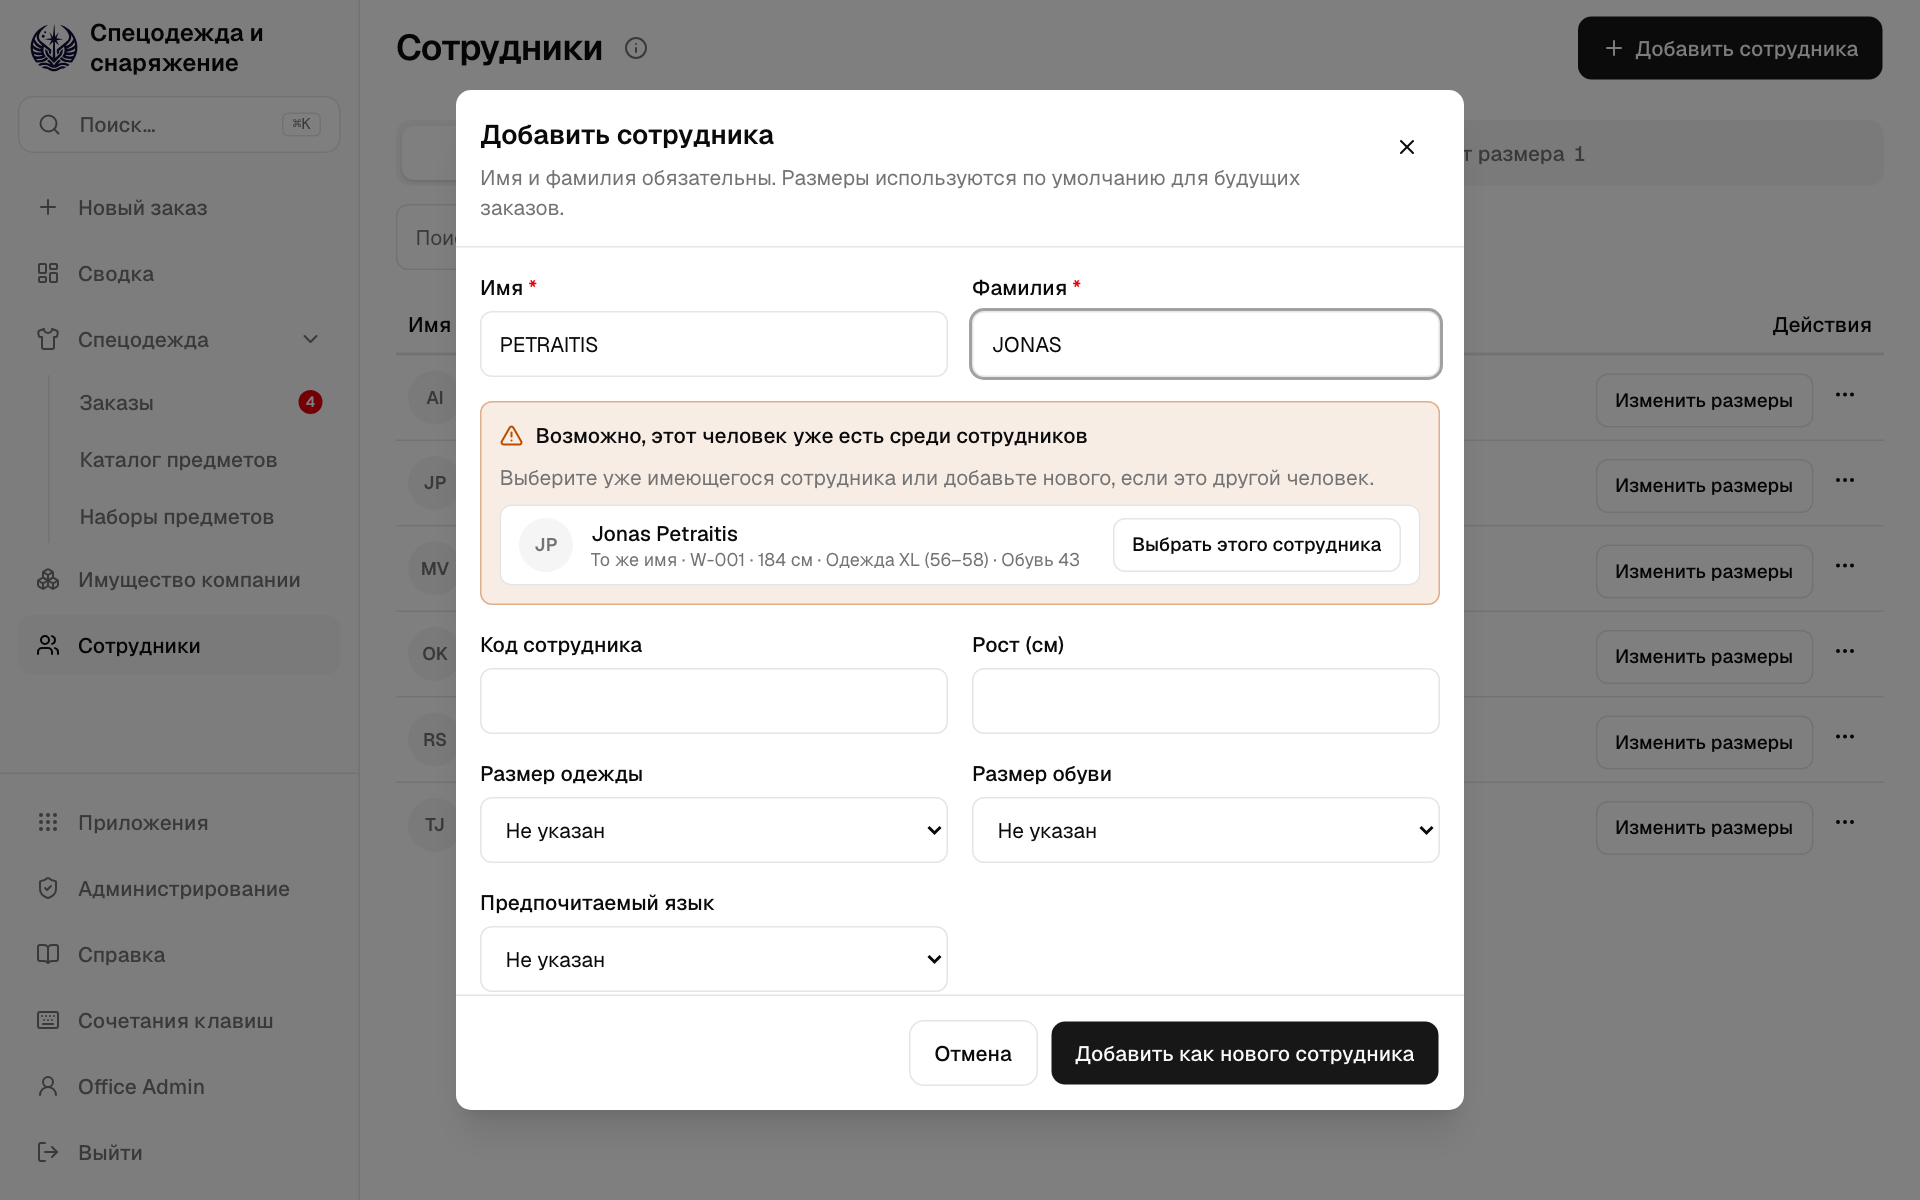 Спецодежда и
снаряжение
Поиск...
⌘K
Новый заказ
Сводка
Спецодежда
Заказы
4
Каталог предметов
Наборы предметов
Имущество компании
Сотрудники
Приложения
Администрирование
Справка
Сочетания клавиш
Office Admin
Выйти
Сотрудники
Добавить сотрудника
т размера 1
Поис
Имя
Действия
AI
Изменить размеры
JP
Изменить размеры
MV
Изменить размеры
OK
Изменить размеры
RS
Изменить размеры
TJ
Изменить размеры
Добавить сотрудника
Имя и фамилия обязательны. Размеры используются по умолчанию для будущих
заказов.
Имя *
Фамилия *
PETRAITIS
JONAS
Возможно, этот человек уже есть среди сотрудников
Выберите уже имеющегося сотрудника или добавьте нового, если это другой человек.
JP
Jonas Petraitis
То же имя · W-001 · 184 см · Одежда XL (56–58) · Обувь 43
Выбрать этого сотрудника
Код сотрудника
Рост (см)
Размер одежды
Размер обуви
Не указан
Не указан
Предпочитаемый язык
Не указан
Отмена
Добавить как нового сотрудника